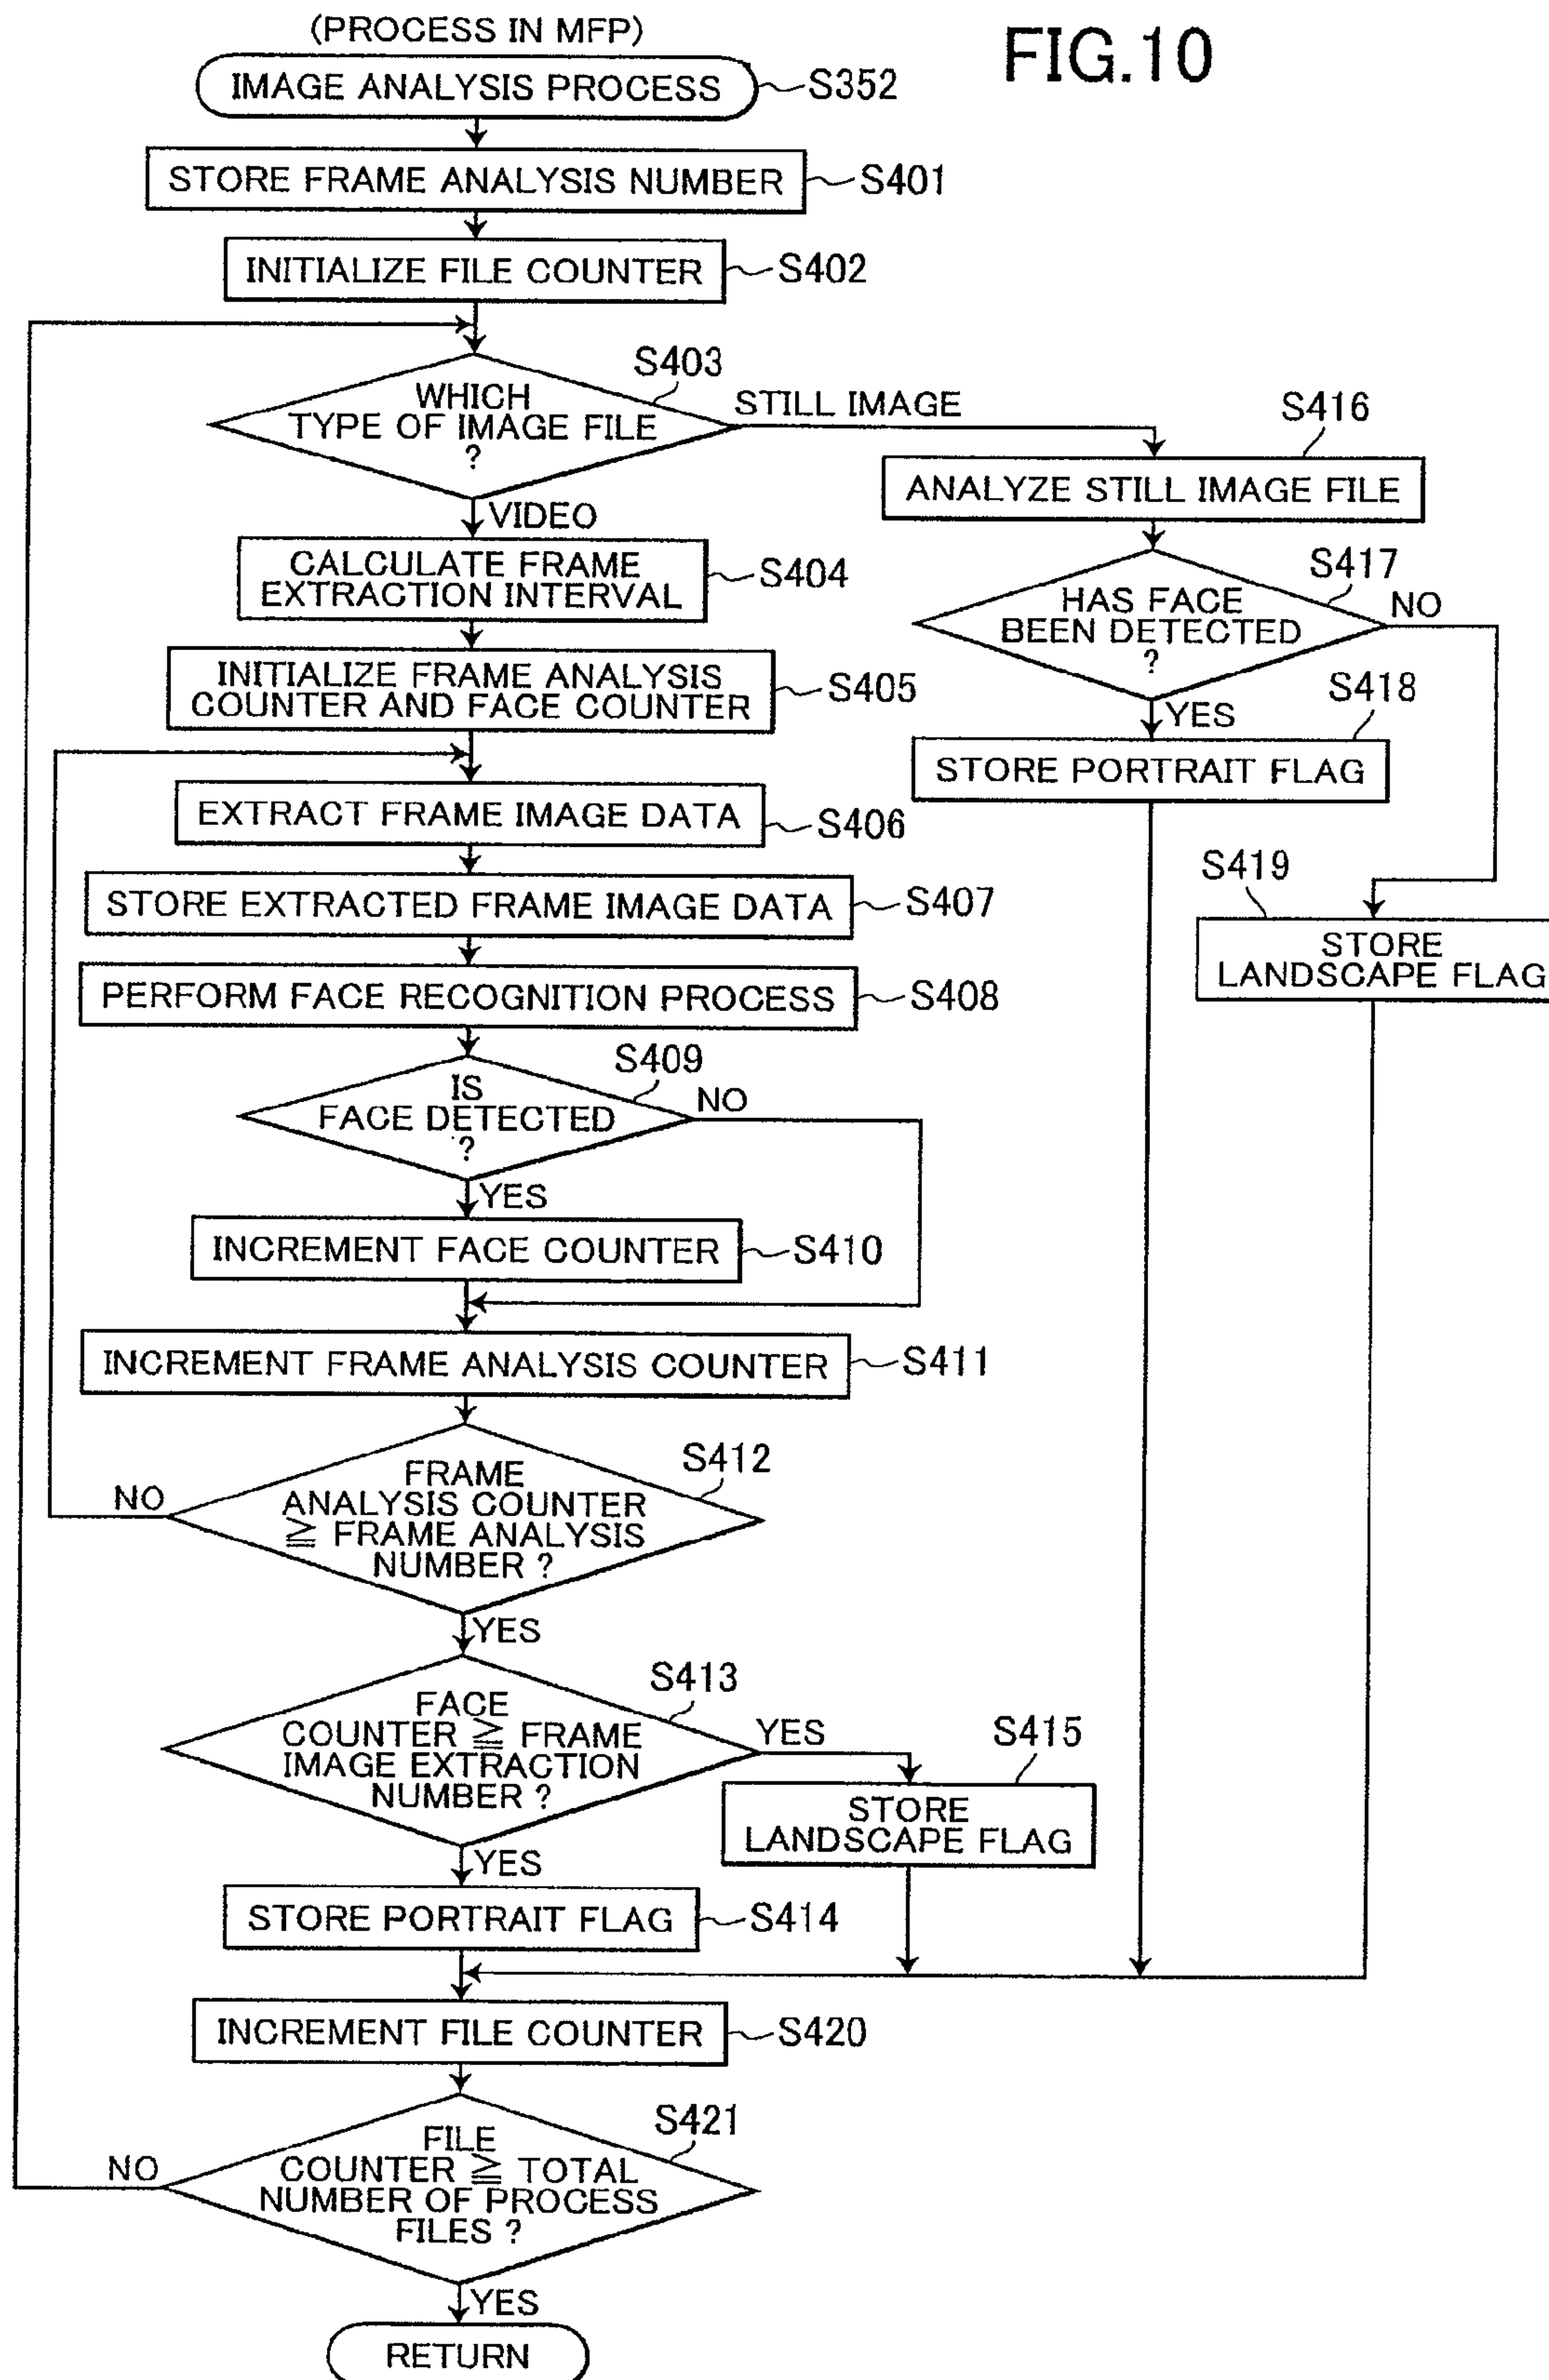 (PROCESS IN MFP)
FIG.10
IMAGE ANALYSIS PROCESS
S352
STORE FRAME ANALYSIS NUMBER
S401
INITIALIZE FILE COUNTER
S402
S403
WHICH
TYPE OF IMAGE FILE
?
STILL IMAGE
VIDEO
S416
ANALYZE STILL IMAGE FILE
CALCULATE FRAME
EXTRACTION INTERVAL
S404
S417
HAS FACE
BEEN DETECTED
?
NO
YES
INITIALIZE FRAME ANALYSIS
COUNTER AND FACE COUNTER
S405
S418
STORE PORTRAIT FLAG
EXTRACT FRAME IMAGE DATA
S406
S419
STORE
LANDSCAPE FLAG
STORE EXTRACTED FRAME IMAGE DATA
S407
PERFORM FACE RECOGNITION PROCESS
S408
S409
IS
FACE DETECTED
?
NO
YES
INCREMENT FACE COUNTER
S410
INCREMENT FRAME ANALYSIS COUNTER
S411
S412
FRAME
ANALYSIS COUNTER
≧ FRAME ANALYSIS
NUMBER ?
NO
YES
S413
FACE
COUNTER ≧ FRAME
IMAGE EXTRACTION
NUMBER ?
YES
S415
STORE
LANDSCAPE FLAG
YES
STORE PORTRAIT FLAG
S414
INCREMENT FILE COUNTER
S420
S421
FILE
COUNTER ≧ TOTAL
NUMBER OF PROCESS
FILES ?
NO
YES
RETURN